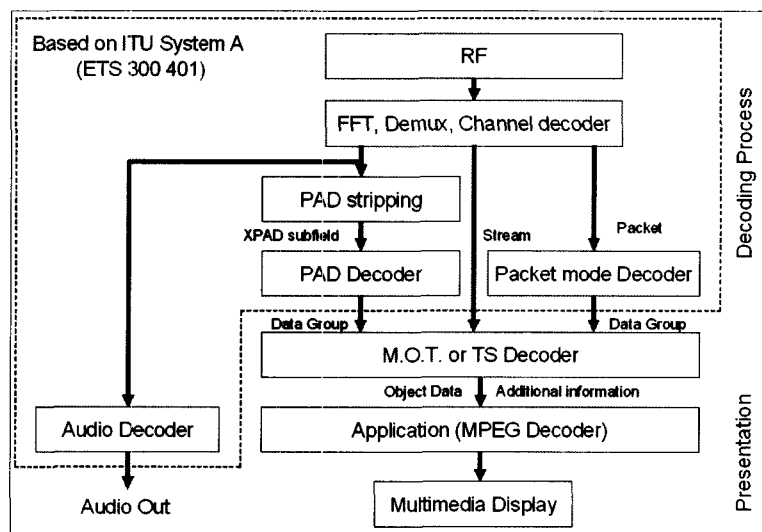 Based on ITU System A
(ETS 300 401)
RF
FFT, Demux, Channel decoder
PAD stripping
XPAD subfield
Stream
Packet
PAD Decoder
Packet mode Decoder
Data Group
Data Group
M.O.T. or TS Decoder
Object Data
Additional information
Audio Decoder
Application (MPEG Decoder)
Audio Out
Multimedia Display
Decoding Process
Presentation